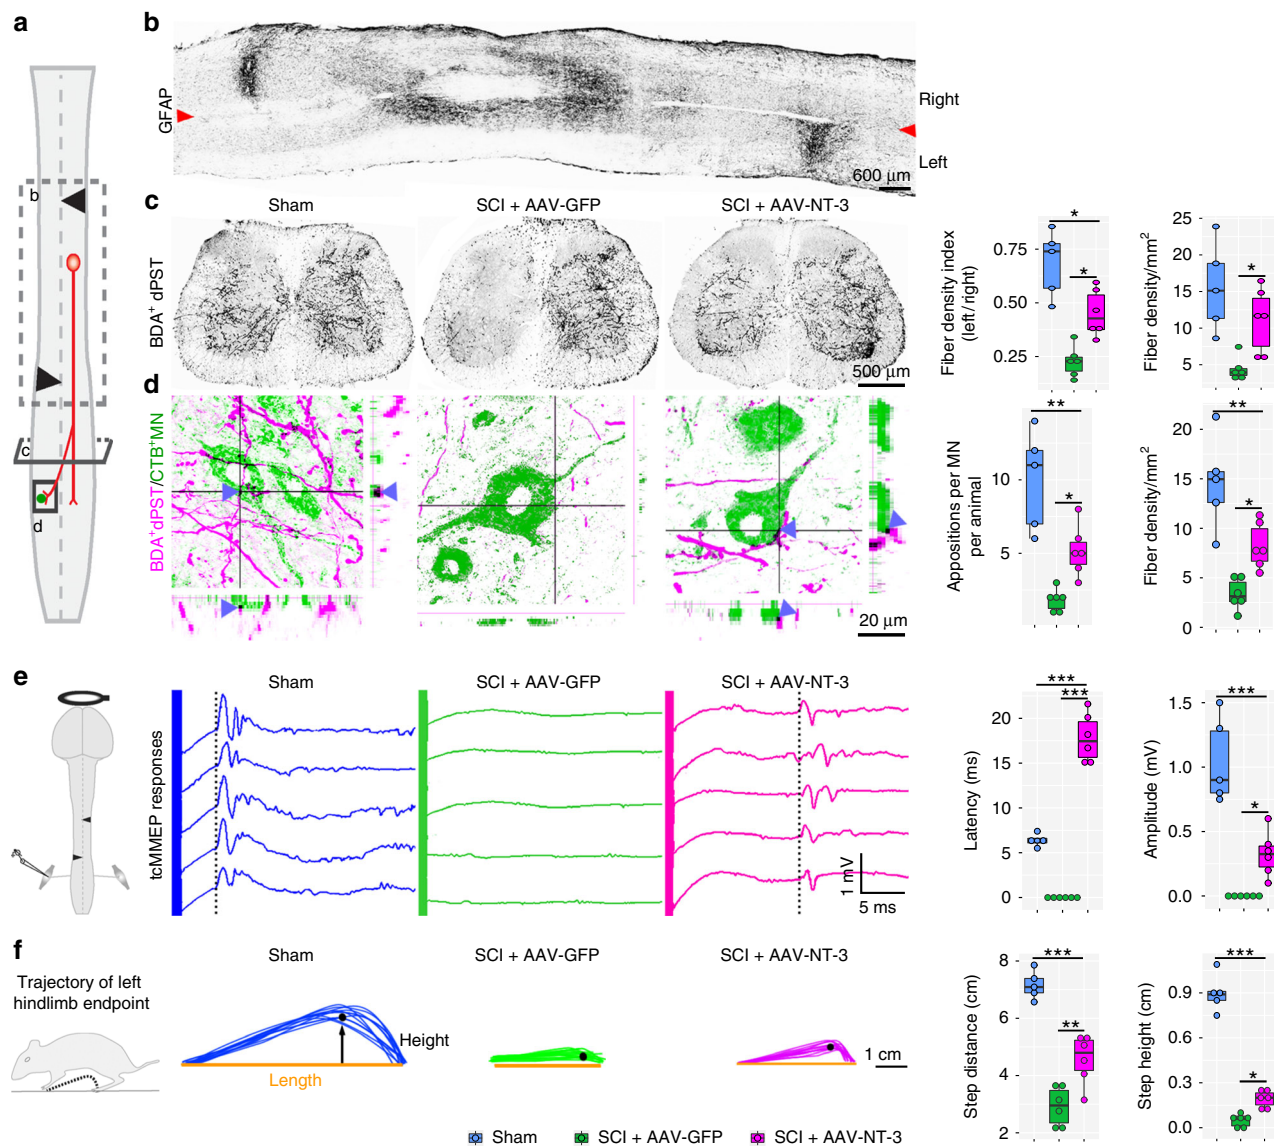 a
b
c
d
b
GFAP
Right
Left
600 μm
c
Sham
SCI + AAV-GFP
SCI + AAV-NT-3
BDA⁺ dPST
500 μm
Fiber density index
(left / right)
0.75
0.50
0.25
*
*
Fiber density/mm²
25
20
15
10
5
*
d
BDA⁺dPST/CTB⁺MN
20 μm
Appositions per MN
per animal
10
5
**
*
Fiber density/mm²
20
15
10
5
0
**
*
e
Sham
SCI + AAV-GFP
SCI + AAV-NT-3
tcMMEP responses
1 mV
5 ms
Latency (ms)
20
15
10
5
0
***
***
Amplitude (mV)
1.5
1.0
0.5
0.0
***
*
f
Trajectory of left
hindlimb endpoint
Sham
SCI + AAV-GFP
SCI + AAV-NT-3
Height
Length
1 cm
Step distance (cm)
8
6
4
2
***
**
Step height (cm)
0.9
0.6
0.3
0.0
***
*
Sham
SCI + AAV-GFP
SCI + AAV-NT-3